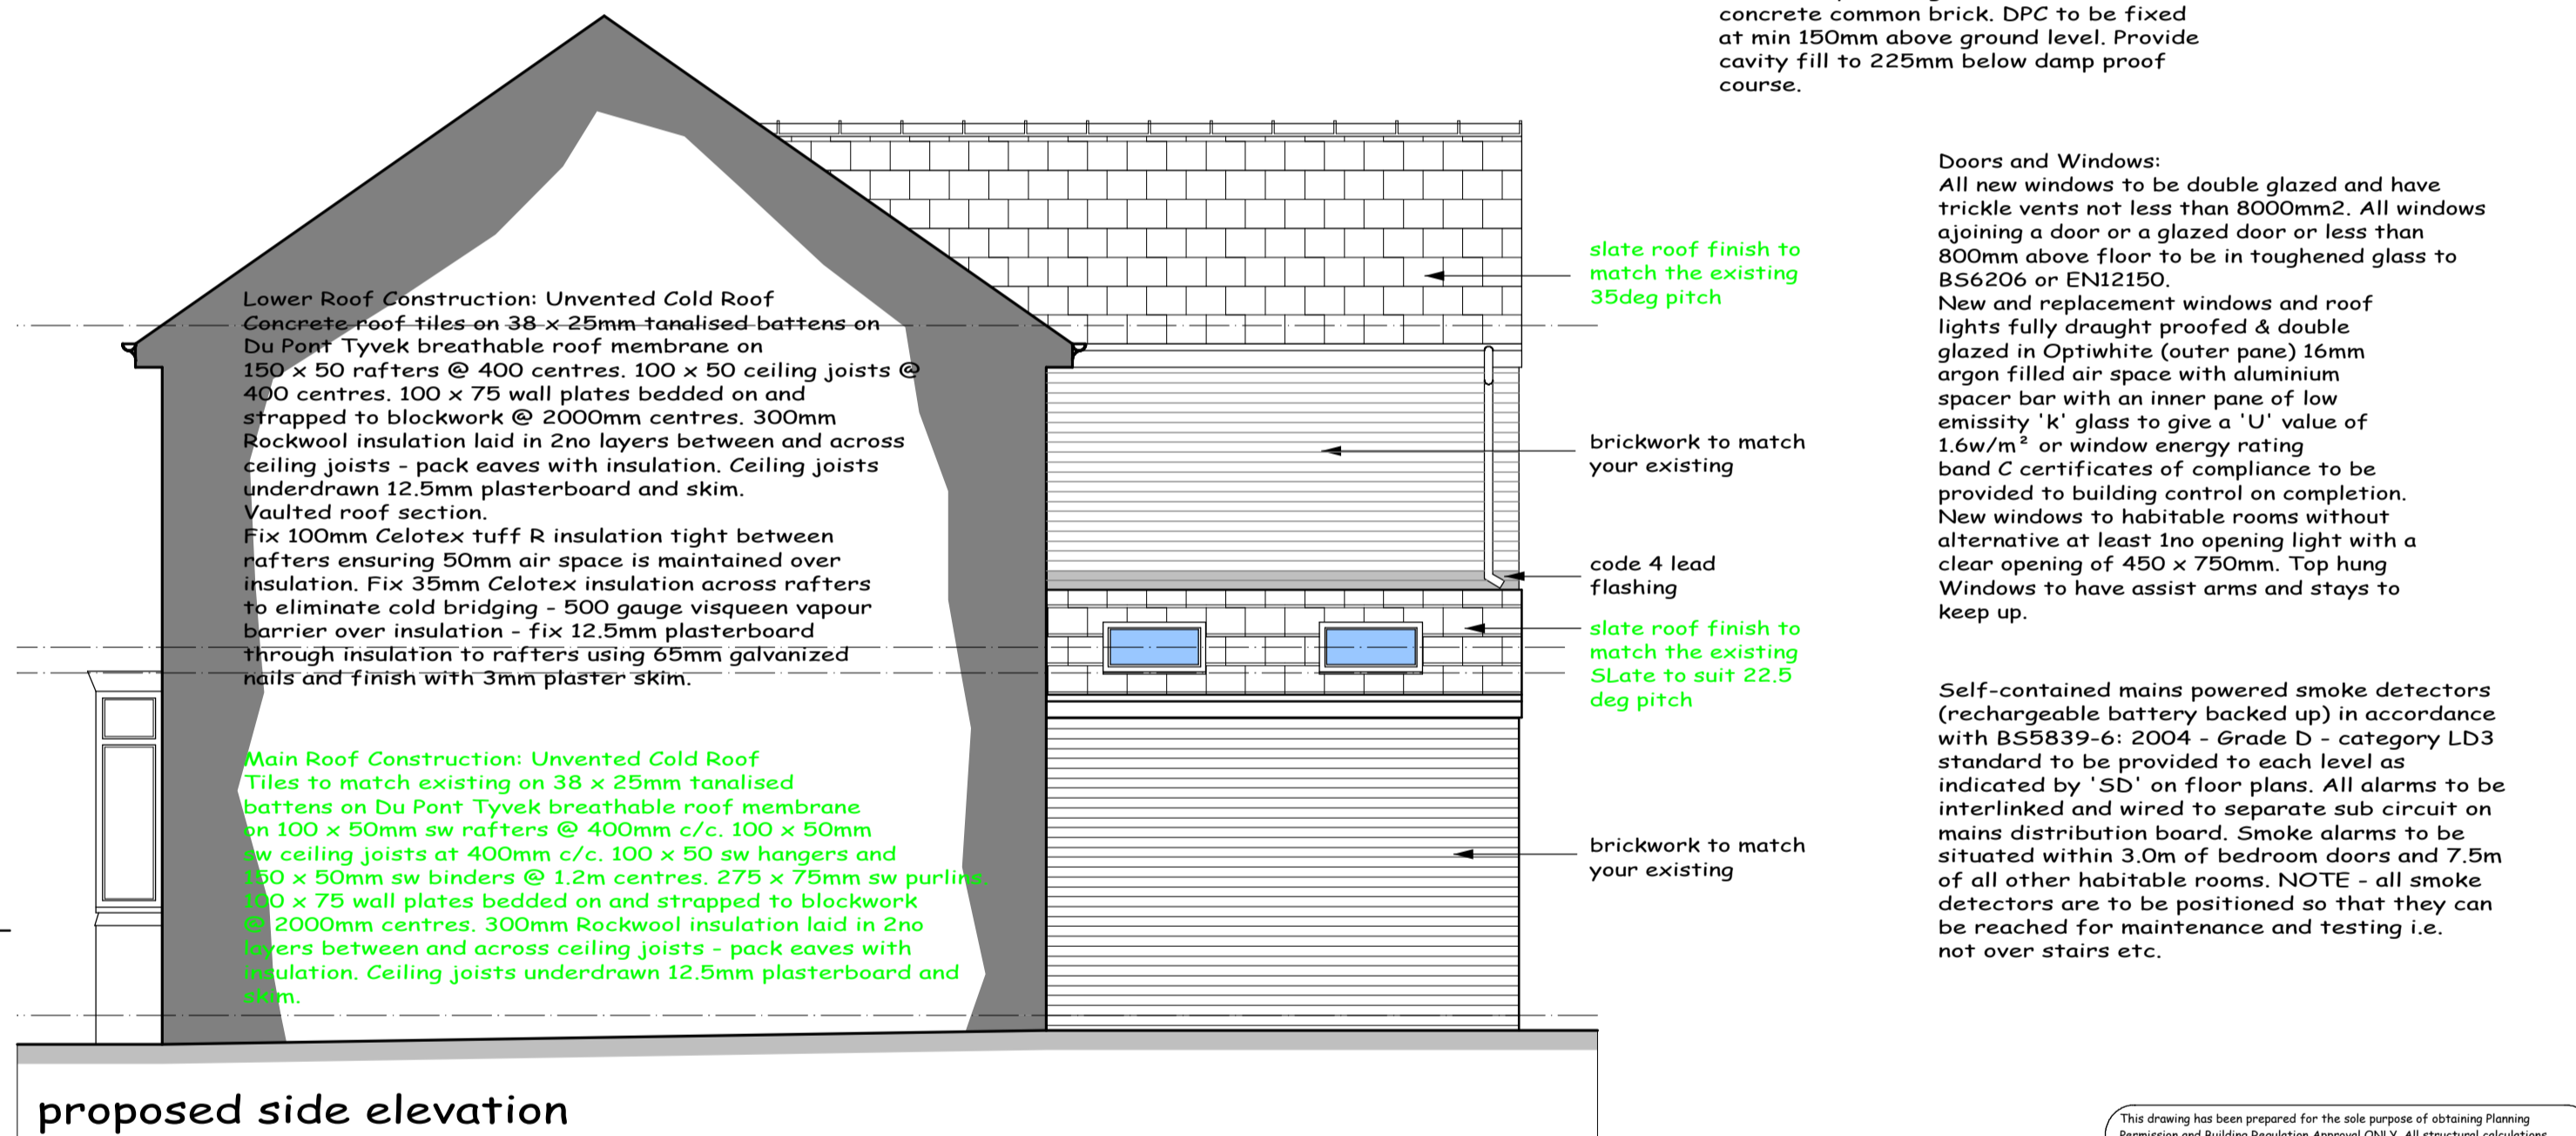 concrete common brick. DPC to be fixed
at min 150mm above ground level. Provide
cavity fill to 225mm below damp proof
course.
Lower Roof Construction: Unvented Cold Roof
Concrete roof tiles on 38 x 25mm tanalised battens on
Du Pont Tyvek breathable roof membrane on
150 x 50 rafters @ 400 centres. 100 x 50 ceiling joists @
400 centres. 100 x 75 wall plates bedded on and
strapped to blockwork @ 2000mm centres. 300mm
Rockwool insulation laid in 2no layers between and across
ceiling joists - pack eaves with insulation. Ceiling joists
underdrawn 12.5mm plasterboard and skim.
Vaulted roof section.
Fix 100mm Celotex tuff R insulation tight between
rafters ensuring 50mm air space is maintained over
insulation. Fix 35mm Celotex insulation across rafters
to eliminate cold bridging - 500 gauge visqueen vapour
barrier over insulation - fix 12.5mm plasterboard
through insulation to rafters using 65mm galvanized
nails and finish with 3mm plaster skim.
Main Roof Construction: Unvented Cold Roof
Tiles to match existing on 38 x 25mm tanalised
battens on Du Pont Tyvek breathable roof membrane
on 100 x 50mm sw rafters @ 400mm c/c. 100 x 50mm
sw ceiling joists at 400mm c/c. 100 x 50 sw hangers and
150 x 50mm sw binders @ 1.2m centres. 275 x 75mm sw purlins.
100 x 75 wall plates bedded on and strapped to blockwork
@ 2000mm centres. 300mm Rockwool insulation laid in 2no
layers between and across ceiling joists - pack eaves with
insulation. Ceiling joists underdrawn 12.5mm plasterboard and
skim.
slate roof finish to
match the existing
35deg pitch
brickwork to match
your existing
code 4 lead
flashing
slate roof finish to
match the existing
SLate to suit 22.5
deg pitch
brickwork to match
your existing
Doors and Windows:
All new windows to be double glazed and have
trickle vents not less than 8000mm2. All windows
ajoining a door or a glazed door or less than
800mm above floor to be in toughened glass to
BS6206 or EN12150.
New and replacement windows and roof
lights fully draught proofed & double
glazed in Optiwhite (outer pane) 16mm
argon filled air space with aluminium
spacer bar with an inner pane of low
emissity 'k' glass to give a 'U' value of
1.6w/m² or window energy rating
band C certificates of compliance to be
provided to building control on completion.
New windows to habitable rooms without
alternative at least 1no opening light with a
clear opening of 450 x 750mm. Top hung
Windows to have assist arms and stays to
keep up.
Self-contained mains powered smoke detectors
(rechargeable battery backed up) in accordance
with BS5839-6: 2004 - Grade D - category LD3
standard to be provided to each level as
indicated by 'SD' on floor plans. All alarms to be
interlinked and wired to separate sub circuit on
mains distribution board. Smoke alarms to be
situated within 3.0m of bedroom doors and 7.5m
of all other habitable rooms. NOTE - all smoke
detectors are to be positioned so that they can
be reached for maintenance and testing i.e.
not over stairs etc.
proposed side elevation
This drawing has been prepared for the sole purpose of obtaining Planning
Permission and Building Regulation Approval ONLY. All structural calculations